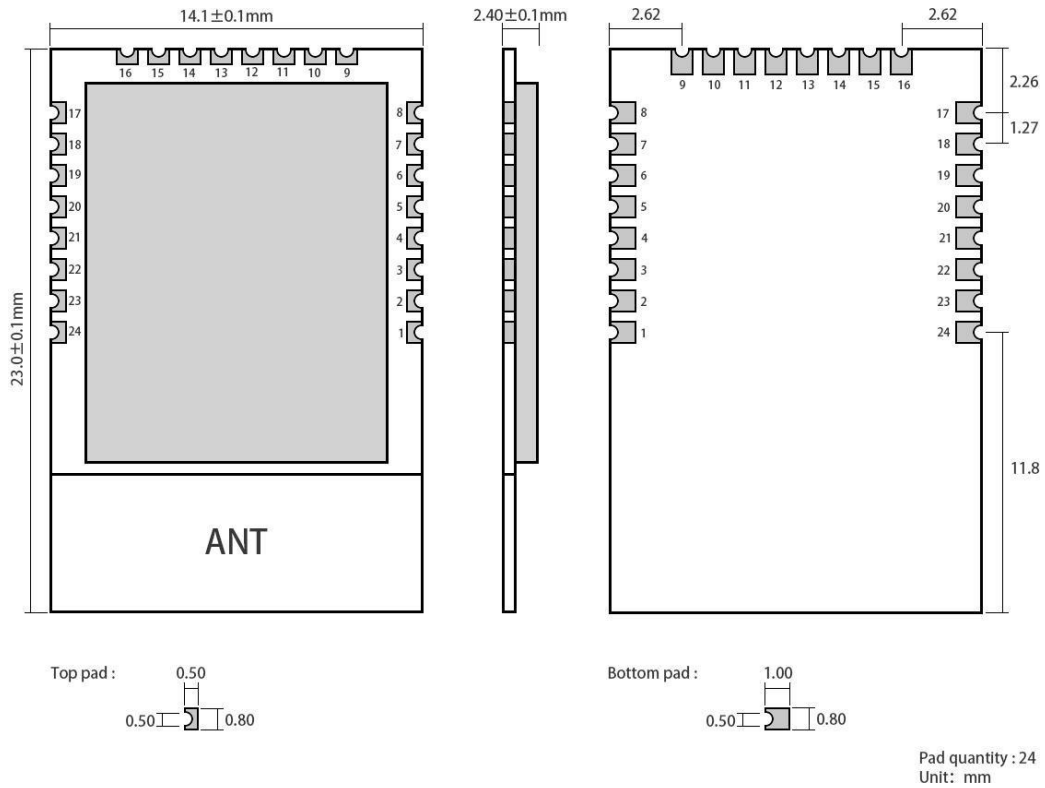 14.1±0.1mm
2.40±0.1mm
2.62
2.62
16 15 14 13 12 11 10 9
9 10 11 12 13 14 15 16
2.26
1.27
17 8
18 7
19 6
20 5
21 4
22 3
23 2
24 1
8 17
7 18
6 19
5 20
4 21
3 22
2 23
1 24
23.0±0.1mm
11.8
ANT
Top pad :
0.50
0.50
0.80
Bottom pad :
1.00
0.50
0.80
Pad quantity : 24
Unit: mm